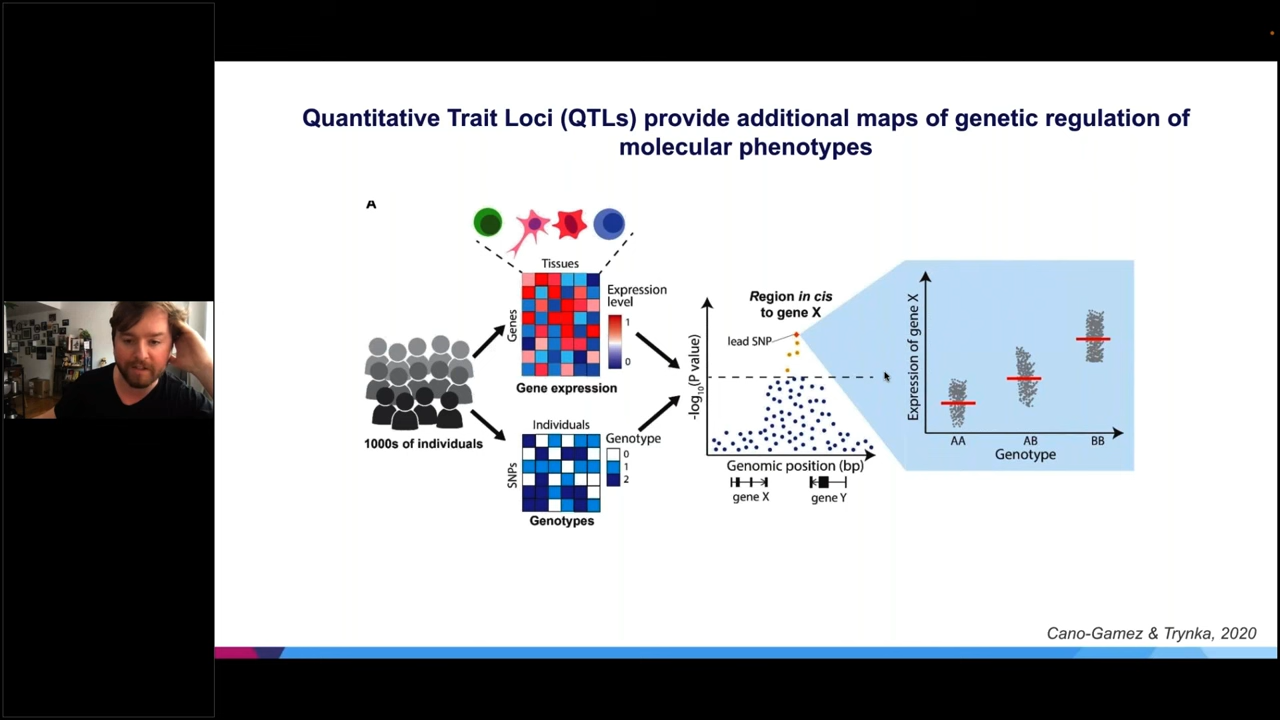 Quantitative Trait Loci (QTLs) provide additional maps of genetic regulation of
molecular phenotypes
A
Tissues
Genes
Expression
level
1
0
Gene expression
1000s of individuals
Individuals
SNPs
Genotype
0
1
2
Genotypes
Region in cis
to gene X
lead SNP
-log10(P value)
Genomic position (bp)
gene X
gene Y
Expression of gene X
AA
AB
BB
Genotype
Cano-Gamez & Trynka, 2020